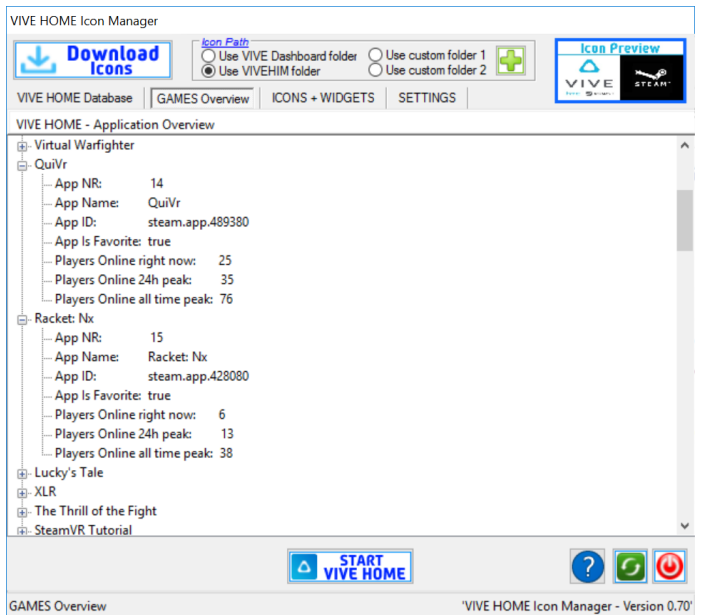 VIVE HOME Icon Manager
Download
Icons
Icon Path
Use VIVE Dashboard folder
Use VIVEHIM folder
Use custom folder 1
Use custom folder 2
Icon Preview
VIVE
STEAM
VIVE HOME Database
GAMES Overview
ICONS + WIDGETS
SETTINGS
VIVE HOME - Application Overview
Virtual Warfighter
QuiVr
App NR: 14
App Name: QuiVr
App ID: steam.app.489380
App Is Favorite: true
Players Online right now: 25
Players Online 24h peak: 35
Players Online all time peak: 76
Racket: Nx
App NR: 15
App Name: Racket: Nx
App ID: steam.app.428080
App Is Favorite: true
Players Online right now: 6
Players Online 24h peak: 13
Players Online all time peak: 38
Lucky's Tale
XLR
The Thrill of the Fight
SteamVR Tutorial
START
VIVE HOME
?
GAMES Overview
'VIVE HOME Icon Manager - Version 0.70'